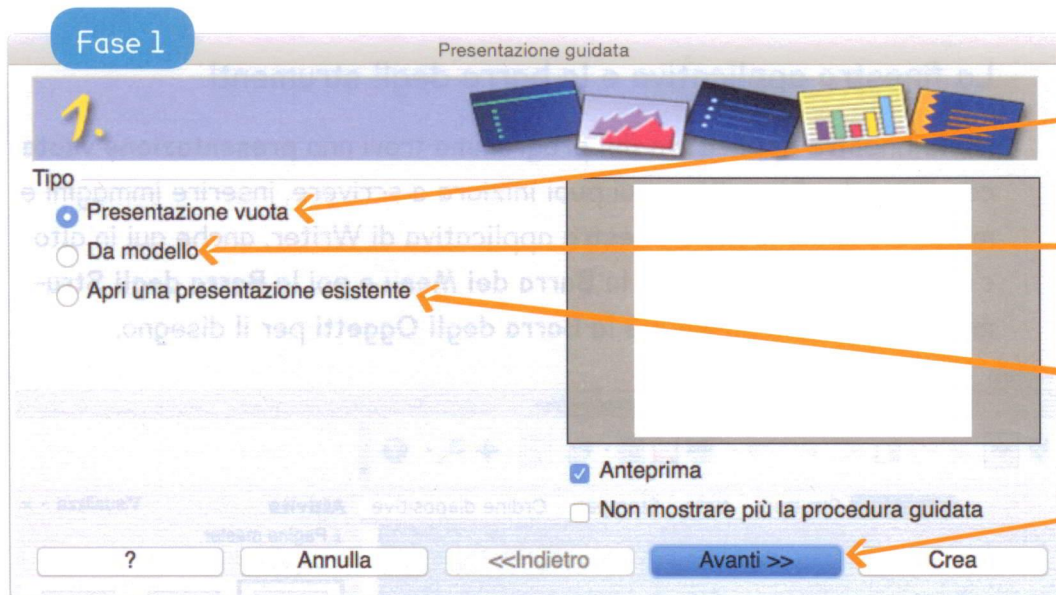 Fase 1
Presentazione guidata
1.
Tipo
Presentazione vuota
Da modello
Apri una presentazione esistente
Anteprima
Non mostrare più la procedura guidata
? Annulla <<Indietro Avanti >> Crea